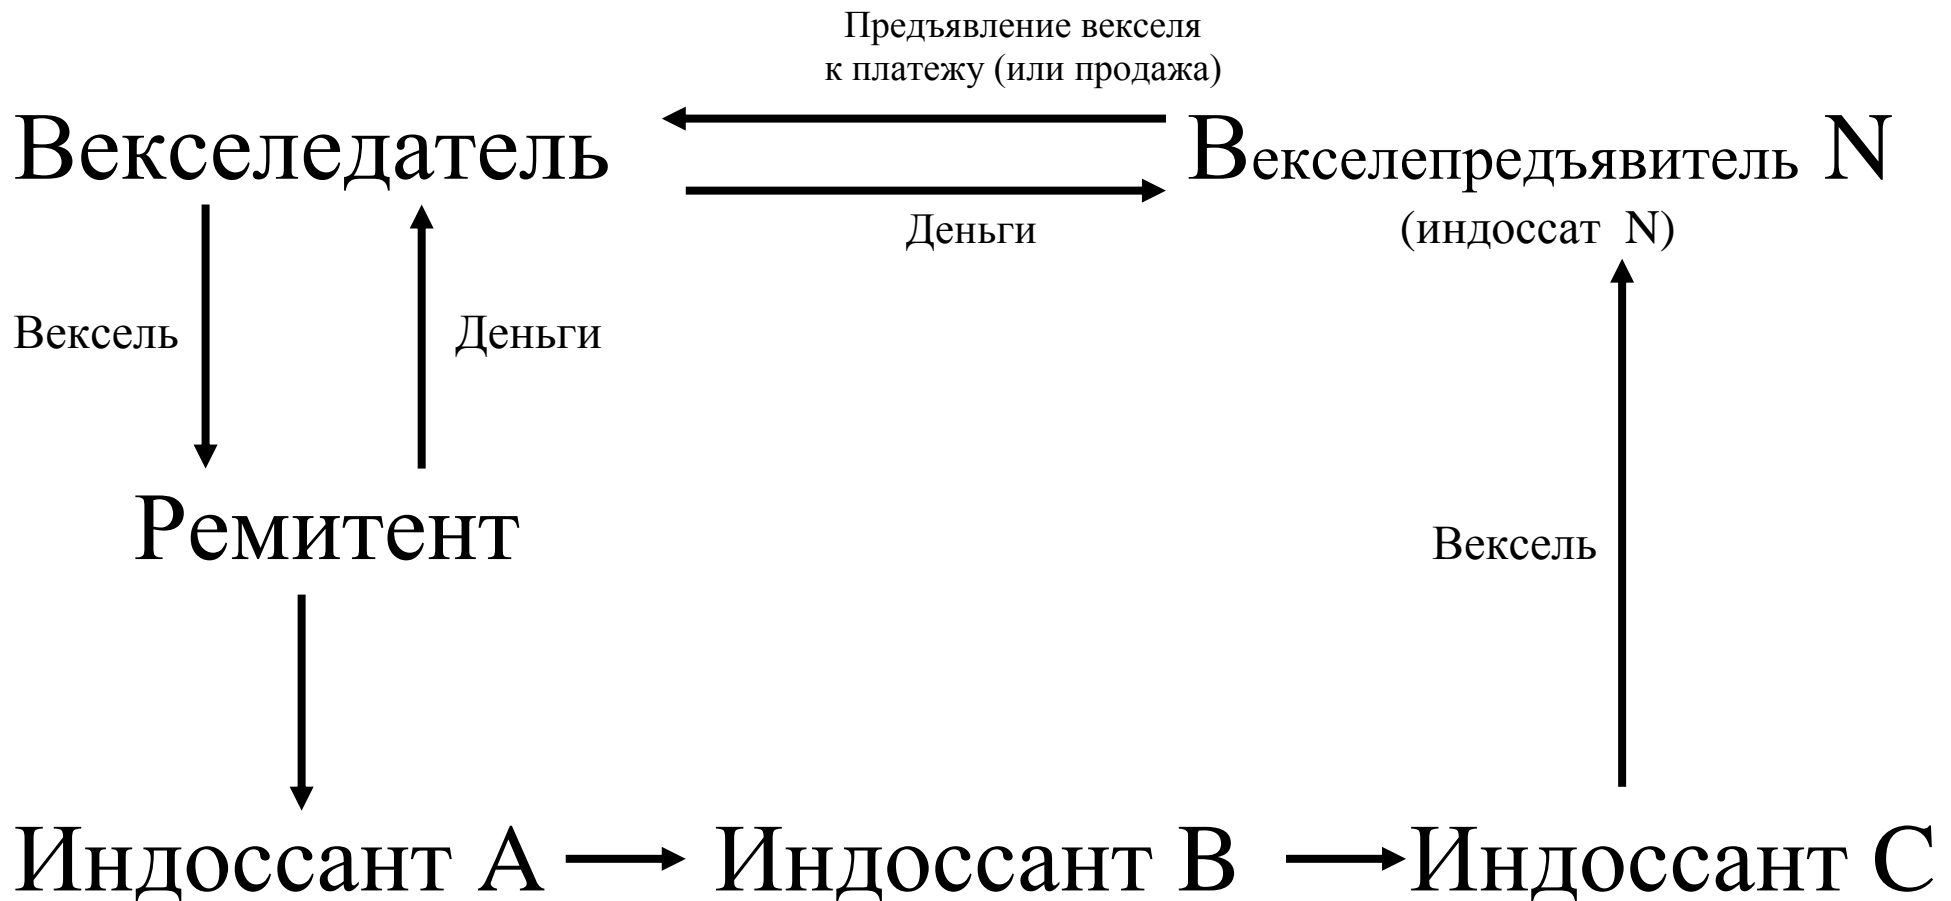 Предъявление векселя
к платежу (или продажа)
Векселедатель
Векселепредъявитель N
Деньги
(индоссат N)
Вексель
Деньги
Ремитент
Вексель
Индоссант А
Индоссант В
Индоссант С